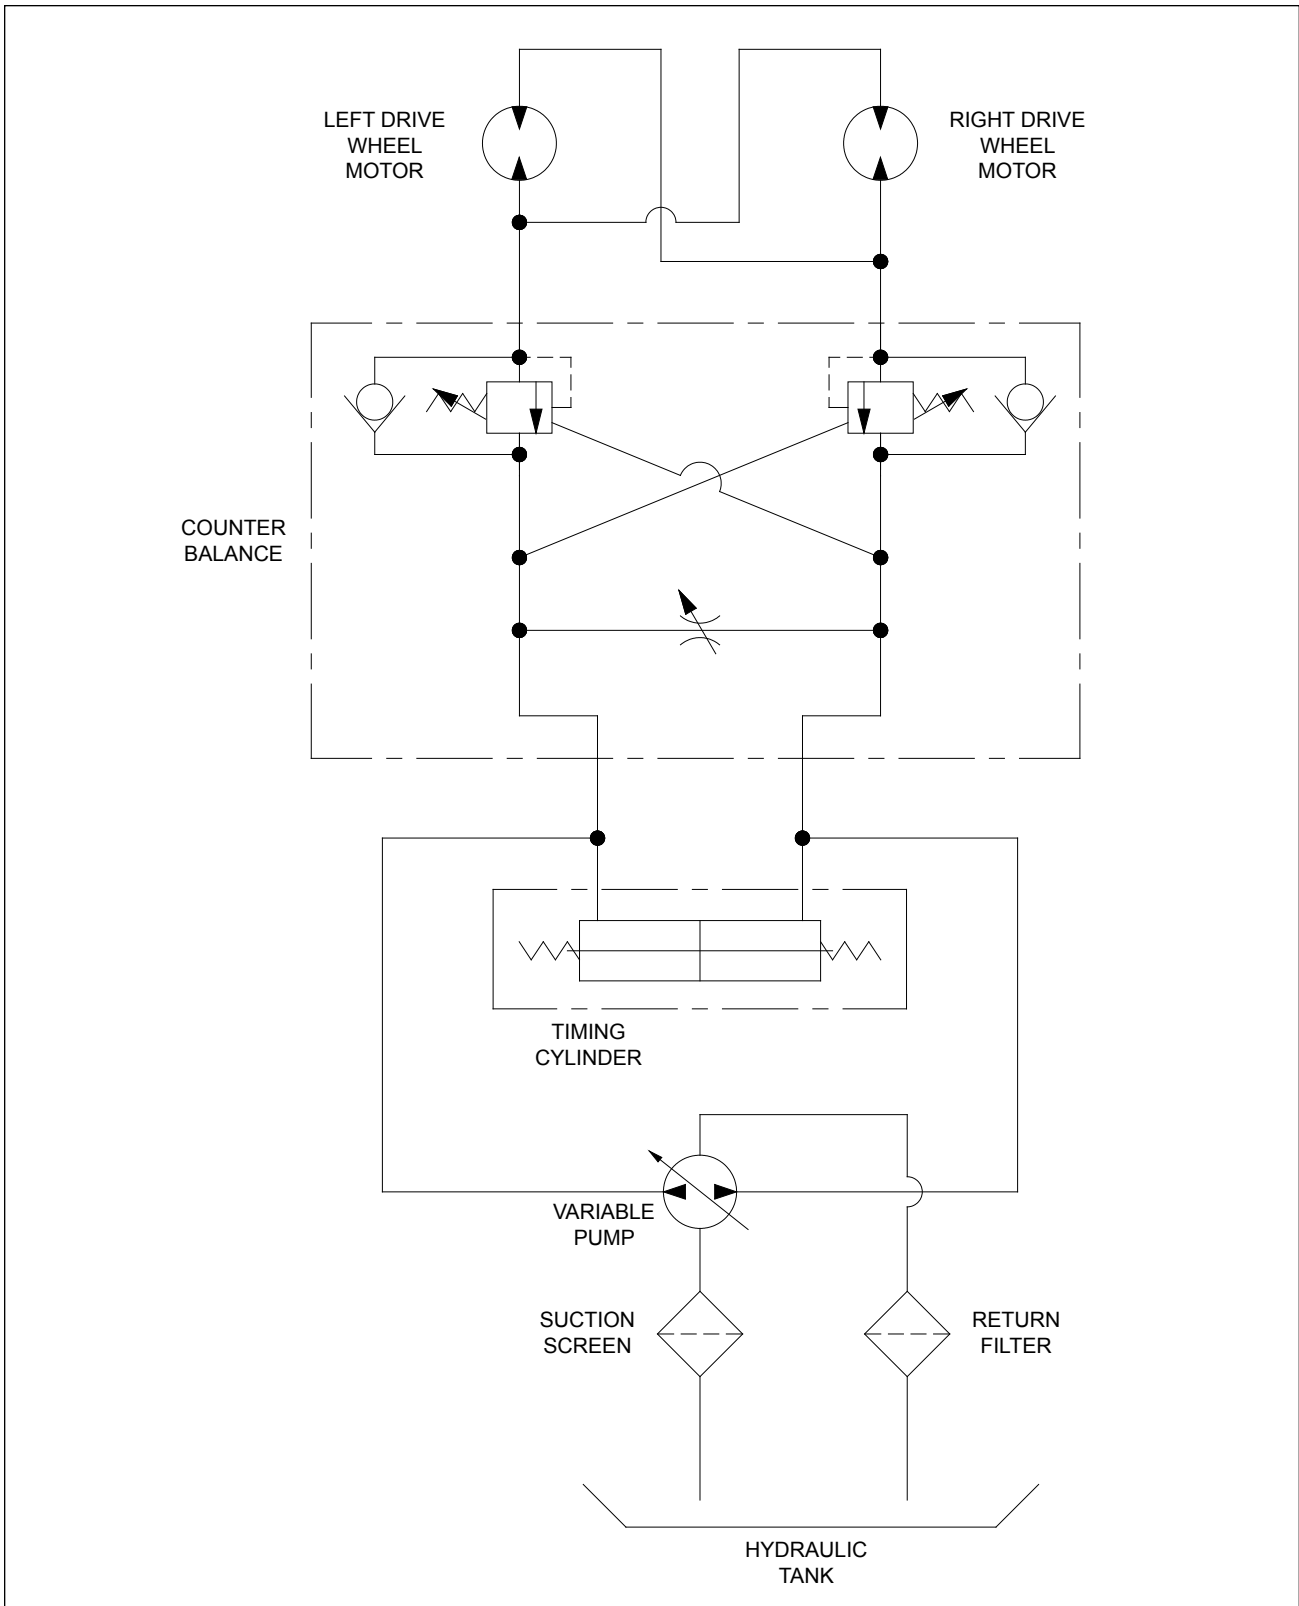 LEFT DRIVE
WHEEL
MOTOR
RIGHT DRIVE
WHEEL
MOTOR
COUNTER
BALANCE
TIMING
CYLINDER
VARIABLE
PUMP
SUCTION
SCREEN
RETURN
FILTER
HYDRAULIC
TANK